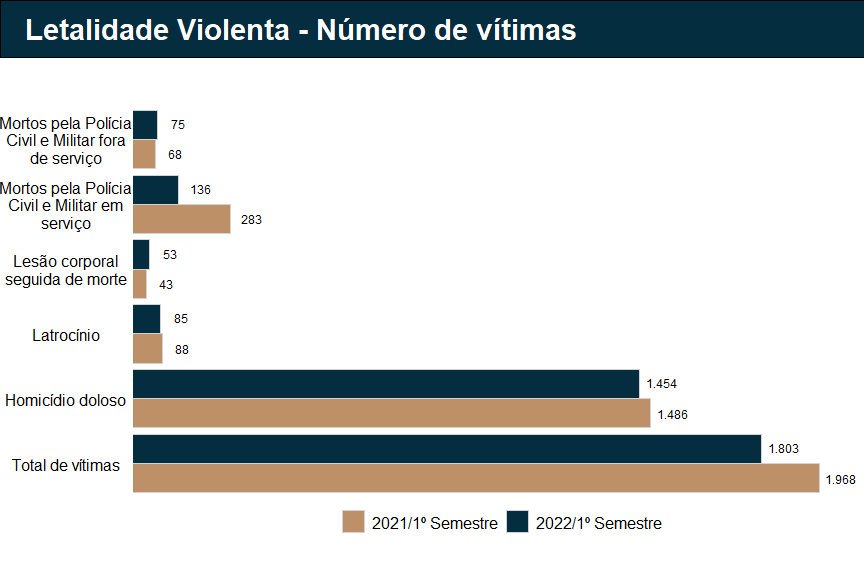 Letalidade Violenta - Número de vítimas
Mortos pela Polícia
Civil e Militar fora
de serviço
75
68
Mortos pela Polícia
Civil e Militar em
serviço
136
283
Lesão corporal
seguida de morte
53
43
Latrocínio
85
88
Homicídio doloso
1.454
1.486
Total de vítimas
1.803
1.968
2021/1º Semestre
2022/1º Semestre